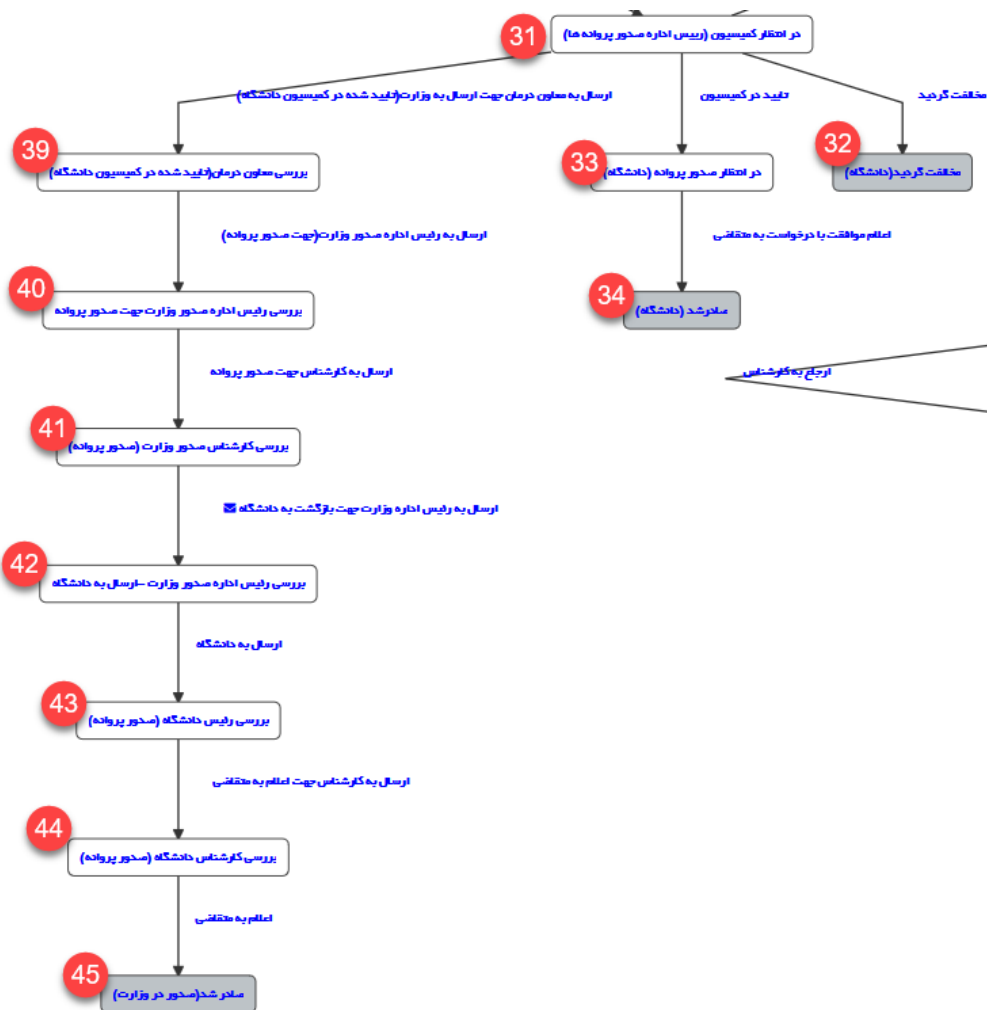 31
در انتظار کمیسیون (رییس اداره صدور پروانه ها)
مخالفت گردید
تایید در کمیسیون
ارسال به معاون درمان جهت ارسال به وزارت(تایید شده در کمیسیون دانشگاه)
32
مخالفت گردید(دانشگاه)
33
در انتظار صدور پروانه (دانشگاه)
39
بررسی معاون درمان(تایید شده در کمیسیون دانشگاه)
اعلام موافقت با درخواست به متقاضی
ارسال به رئیس اداره صدور وزارت(جهت صدور پروانه)
34
صادرشد (دانشگاه)
40
بررسی رئیس اداره صدور وزارت جهت صدور پروانه
ارجاع به کارشناس
ارسال به کارشناس جهت صدور پروانه
41
بررسی کارشناس صدور وزارت (صدور پروانه)
ارسال به رئیس اداره وزارت جهت بازگشت به دانشگاه
42
بررسی رئیس اداره صدور وزارت –ارسال به دانشگاه
ارسال به دانشگاه
43
بررسی رئیس دانشگاه (صدور پروانه)
ارسال به کارشناس جهت اعلام به متقاضی
44
بررسی کارشناس دانشگاه (صدور پروانه)
اعلام به متقاضی
45
صادر شد(صدور در وزارت)